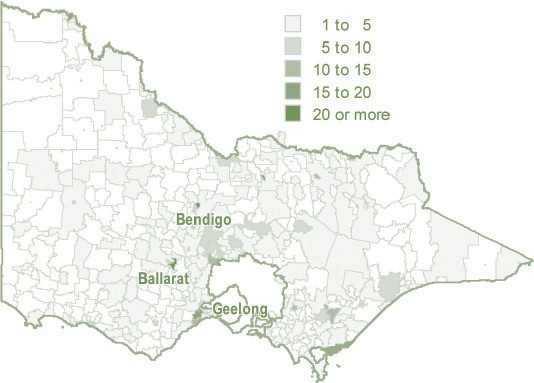 1 to 5
5 to 10
10 to 15
15 to 20
20 or more
Bendigo
Ballarat
Geelong